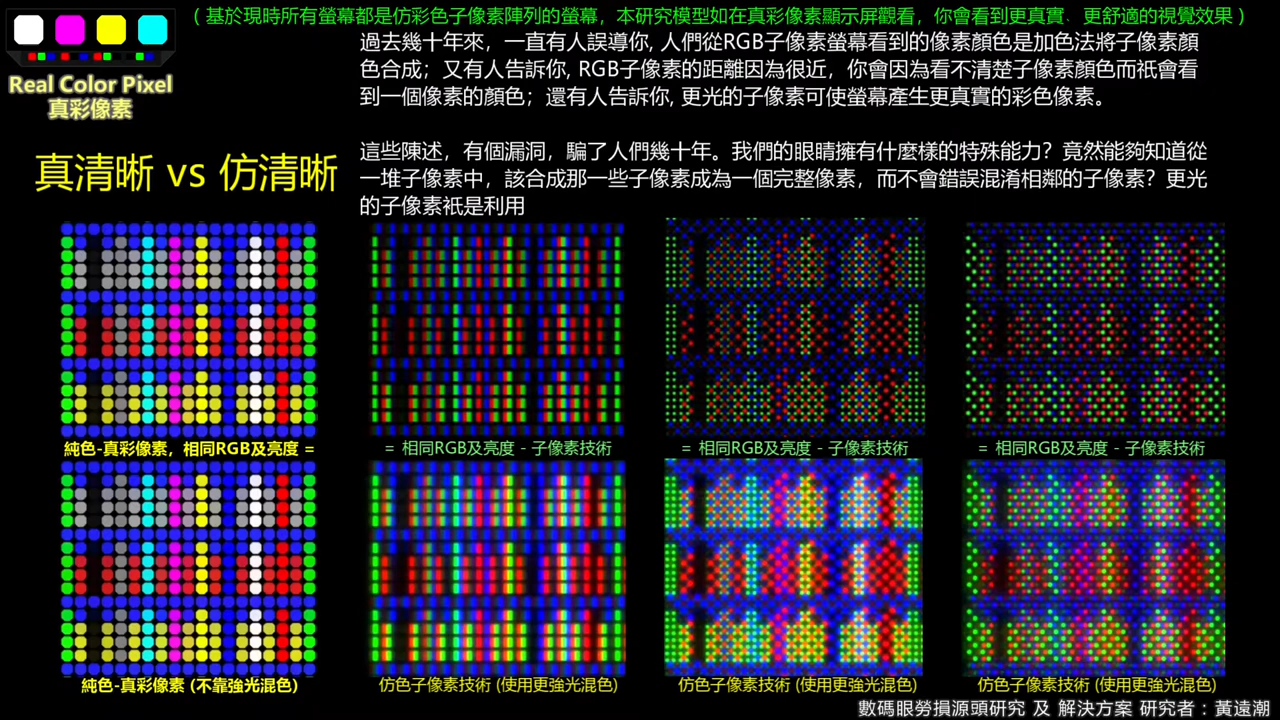 (基於現時所有螢幕都是仿彩色子像素陣列的螢幕，本研究模型如在真彩像素顯示屏觀看，你會看到更真實、更舒適的視覺效果)
Real Color Pixel
真彩像素
過去幾十年來，一直有人誤導你, 人們從RGB子像素螢幕看到的像素顏色是加色法將子像素顏
色合成；又有人告訴你, RGB子像素的距離因為很近，你會因為看不清楚子像素顏色而祇會看
到一個像素的顏色；還有人告訴你, 更光的子像素可使螢幕產生更真實的彩色像素。
這些陳述，有個漏洞，騙了人們幾十年。我們的眼睛擁有什麼樣的特殊能力？竟然能夠知道從
一堆子像素中，該合成那一些子像素成為一個完整像素，而不會錯誤混淆相鄰的子像素？更光
的子像素祇是利用
真清晰 vs 仿清晰
純色-真彩像素，相同RGB及亮度 =
= 相同RGB及亮度 - 子像素技術
= 相同RGB及亮度 - 子像素技術
= 相同RGB及亮度 - 子像素技術
純色-真彩像素 (不靠強光混色)
仿色子像素技術 (使用更強光混色)
仿色子像素技術 (使用更強光混色)
仿色子像素技術 (使用更強光混色)
數碼眼勞損源頭研究 及 解決方案 研究者：黃遠潮